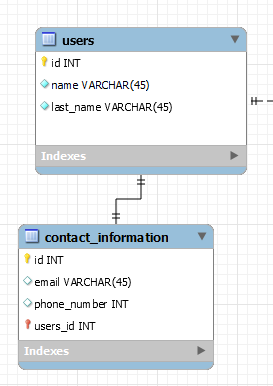 users
id INT
name VARCHAR(45)
last_name VARCHAR(45)
Indexes
contact_information
id INT
email VARCHAR(45)
phone_number INT
users_id INT
Indexes